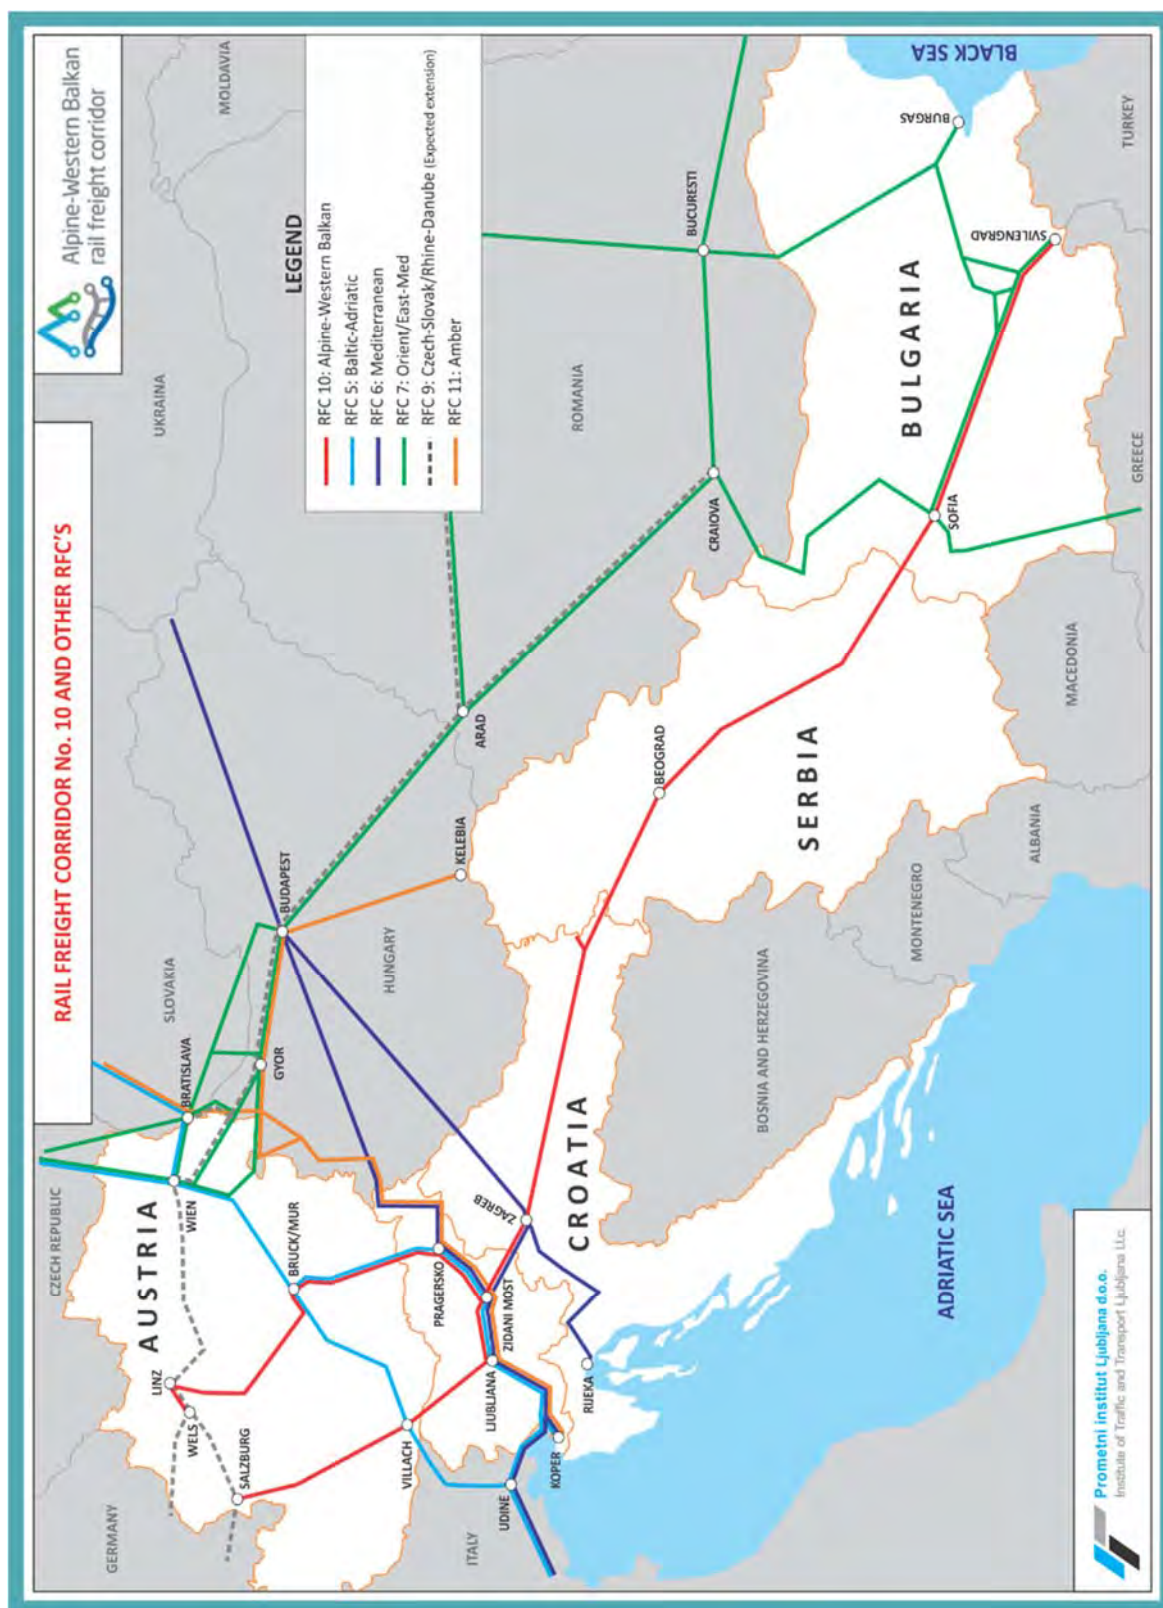 RAIL FREIGHT CORRIDOR No. 10 AND OTHER RFC'S
Alpine-Western Balkan
rail freight corridor
LEGEND
RFC 10: Alpine-Western Balkan
RFC 5: Baltic-Adriatic
RFC 6: Mediterranean
RFC 7: Orient/East-Med
RFC 9: Czech-Slovak/Rhine-Danube (Expected extension)
RFC 11: Amber
GERMANY
CZECH REPUBLIC
SLOVAKIA
UKRAINA
MOLDAVIA
AUSTRIA
LINZ
WELS
SALZBURG
WIEN
BRATISLAVA
GYOR
BUDAPEST
BRUCK/MUR
VILLACH
HUNGARY
KELEBIA
ARAD
ROMANIA
ITALY
UDINE
PRAGERSKO
LJUBLJANA
ZIDANI MOST
ZAGREB
KOPER
RIJEKA
CROATIA
BEOGRAD
CRAIOVA
BUCURESTI
BOSNIA AND HERZEGOVINA
SERBIA
BULGARIA
SOFIA
SVILENGRAD
BURGAS
BLACK SEA
ADRIATIC SEA
MONTENEGRO
ALBANIA
MACEDONIA
GREECE
TURKEY
Prometni institut Ljubljana d.o.o.
Institute of Traffic and Transport Ljubljana Llc.